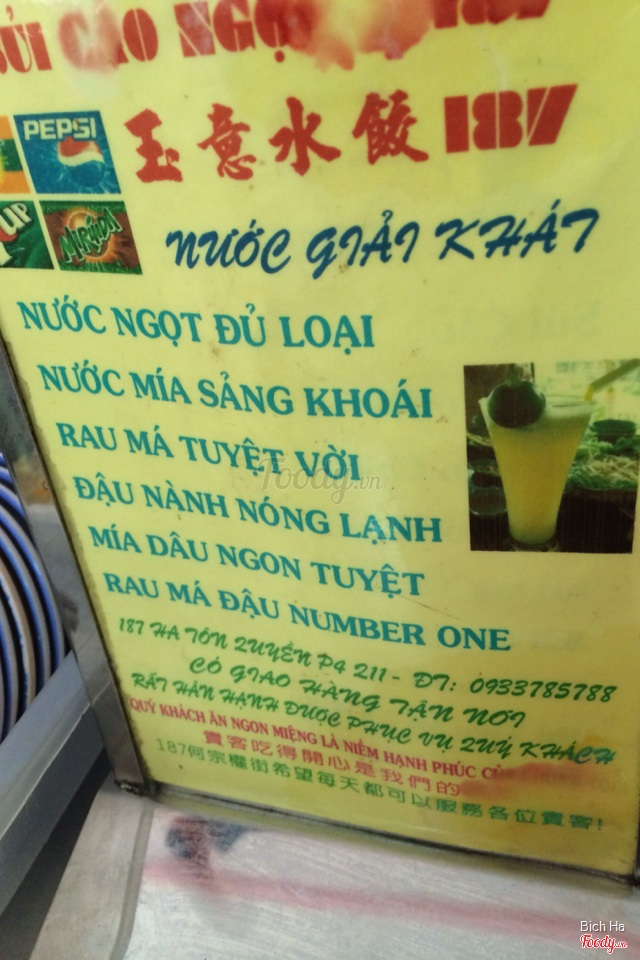 SỦI CẢO NGỌC 187
玉意水餃 187
PEPSI
UP
Mirinda
NƯỚC GIẢI KHÁT
NƯỚC NGỌT ĐỦ LOẠI
NƯỚC MÍA SẢNG KHOÁI
RAU MÁ TUYỆT VỜI
ĐẬU NÀNH NÓNG LẠNH
MÍA DÂU NGON TUYỆT
RAU MÁ ĐẬU NUMBER ONE
187 HA TÔN QUYỀN P4 Q11 - ĐT: 0933785788
CÓ GIAO HÀNG TẬN NƠI
RẤT HÂN HẠNH ĐƯỢC PHỤC VỤ QUÝ KHÁCH
QUÝ KHÁCH ĂN NGON MIỆNG LÀ NIỀM HẠNH PHÚC
貴客吃得開心是我們的
187何宗權街希望每天都可以服務各位貴客!
Foody.vn
Bich Ha
Foody.vn